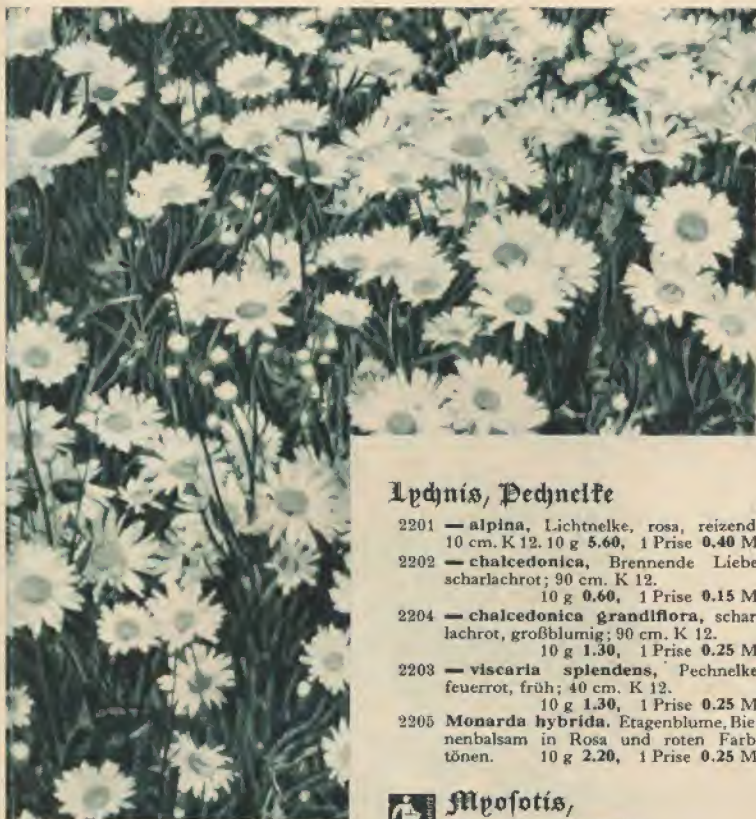 Lychnis, Pechnelke
2201 — alpina, Lichtnelke, rosa, reizend
10 cm. K 12. 10 g 5.60, 1 Prise 0.40 M
2202 — chalcedonica, Brennende Liebe
scharlachrot; 90 cm. K 12.
10 g 0.60, 1 Prise 0.15 M
2204 — chalcedonica grandiflora, schar
lachrot, großblumig; 90 cm. K 12.
10 g 1.30, 1 Prise 0.25 M
2203 — viscaria splendens, Pechnelke
feuerrot, früh; 40 cm. K 12.
10 g 1.30, 1 Prise 0.25 M
2205 Monarda hybrida. Etagenblume, Bie
nenbalsam in Rosa und roten Farb
tönen. 10 g 2.20, 1 Prise 0.25 M
Myosotis,